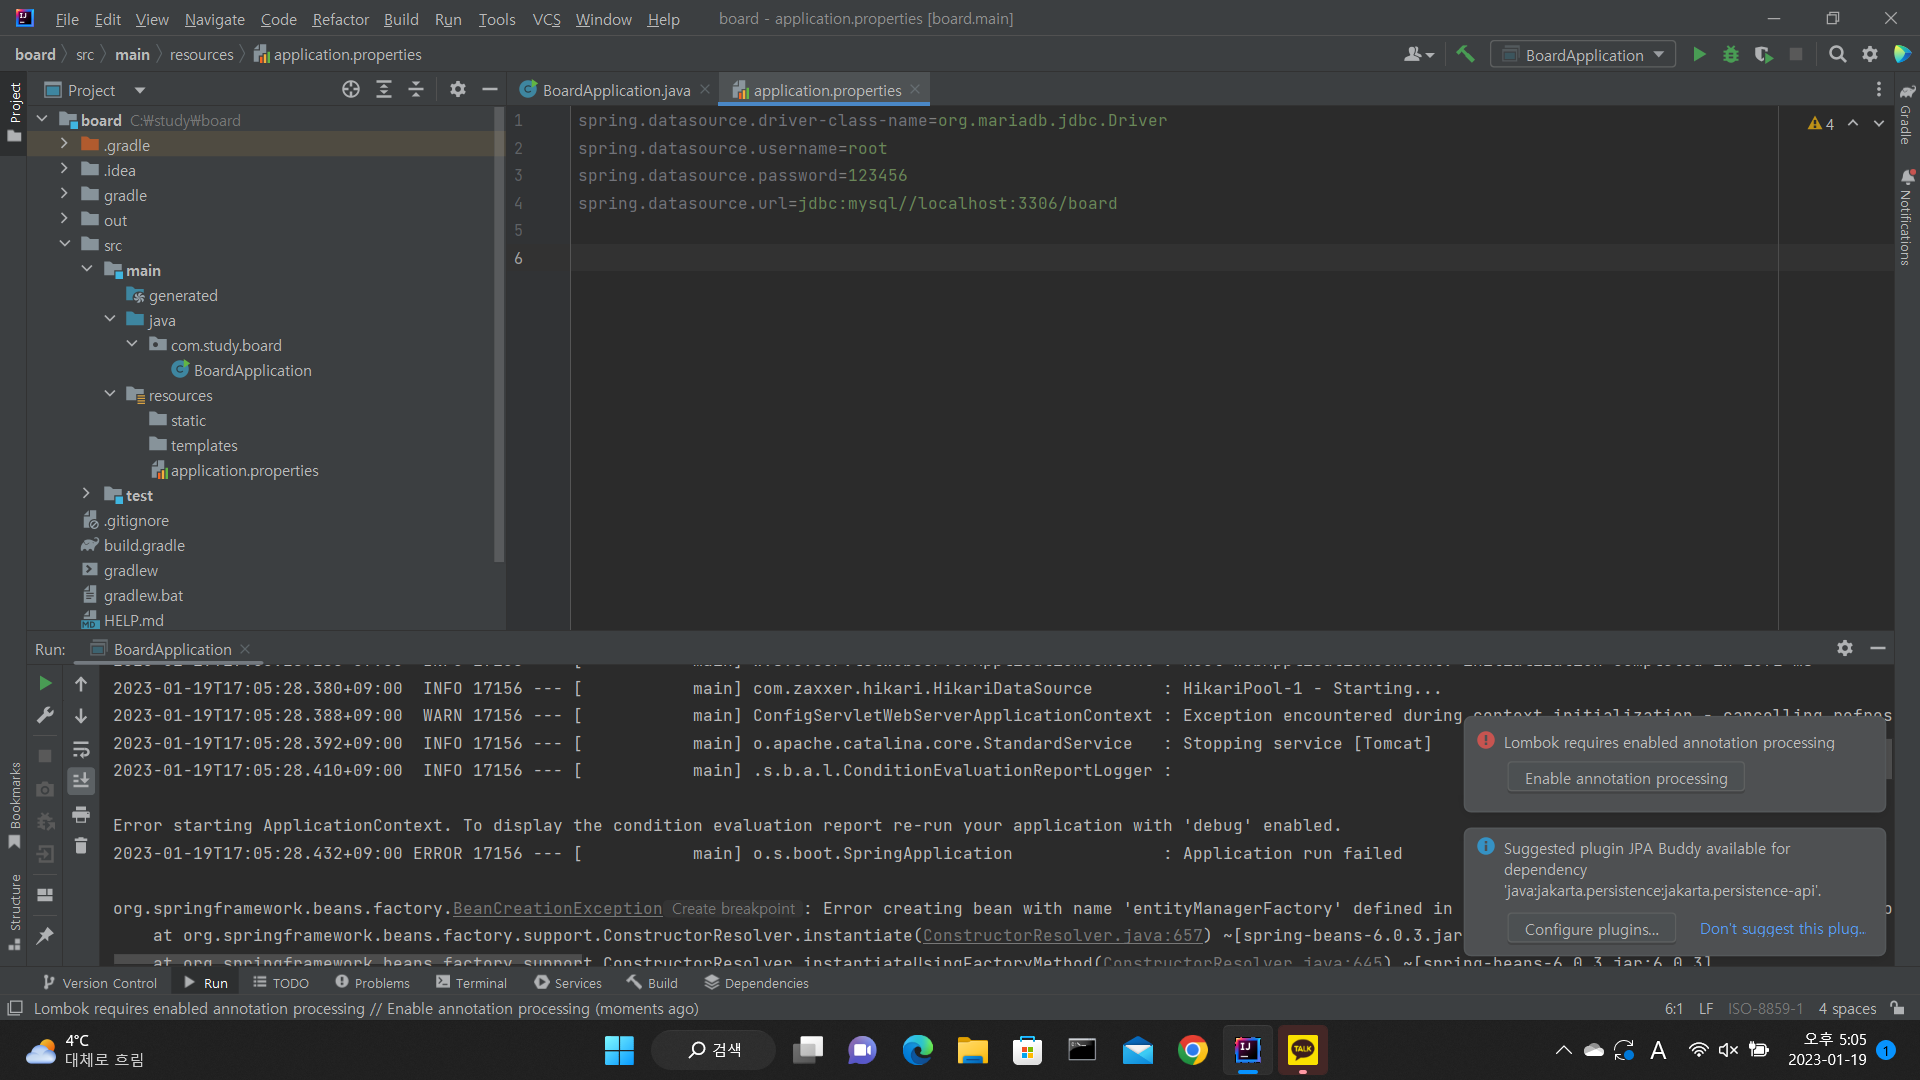 File Edit View Navigate Code Refactor Build Run Tools VCS Window Help board - application.properties [board.main]
board src main resources application.properties
BoardApplication
Project
BoardApplication.java application.properties
Project
board C:₩study₩board
.gradle
.idea
gradle
out
src
main
generated
java
com.study.board
BoardApplication
resources
static
templates
application.properties
test
.gitignore
build.gradle
gradlew
gradlew.bat
HELP.md
1 spring.datasource.driver-class-name=org.mariadb.jdbc.Driver
2 spring.datasource.username=root
3 spring.datasource.password=123456
4 spring.datasource.url=jdbc:mysql//localhost:3306/board
5
6
4
Gradle
Notifications
Run: BoardApplication
2023-01-19T17:05:28.380+09:00 INFO 17156 --- [ main] com.zaxxer.hikari.HikariDataSource : HikariPool-1 - Starting...
2023-01-19T17:05:28.388+09:00 WARN 17156 --- [ main] ConfigServletWebServerApplicationContext : Exception encountered during context initialization - cancelling refres
2023-01-19T17:05:28.392+09:00 INFO 17156 --- [ main] o.apache.catalina.core.StandardService : Stopping service [Tomcat]
2023-01-19T17:05:28.410+09:00 INFO 17156 --- [ main] .s.b.a.l.ConditionEvaluationReportLogger :
Error starting ApplicationContext. To display the condition evaluation report re-run your application with 'debug' enabled.
2023-01-19T17:05:28.432+09:00 ERROR 17156 --- [ main] o.s.boot.SpringApplication : Application run failed
org.springframework.beans.factory.BeanCreationException Create breakpoint : Error creating bean with name 'entityManagerFactory' defined in
at org.springframework.beans.factory.support.ConstructorResolver.instantiate(ConstructorResolver.java:657) ~[spring-beans-6.0.3.jar
at org.springframework.beans.factory.support.ConstructorResolver.instantiateUsingFactoryMethod(ConstructorResolver.java:645) ~[spring-beans-6.0.3.jar:6.0.3]
Lombok requires enabled annotation processing
Enable annotation processing
Suggested plugin JPA Buddy available for
dependency
'java:jakarta.persistence:jakarta.persistence-api'.
Configure plugins... Don't suggest this plug..
Bookmarks
Structure
Version Control Run TODO Problems Terminal Services Build Dependencies
Lombok requires enabled annotation processing // Enable annotation processing (moments ago)
6:1 LF ISO-8859-1 4 spaces
4°C
대체로 흐림
검색
TALK
A
오후 5:05
2023-01-19
1